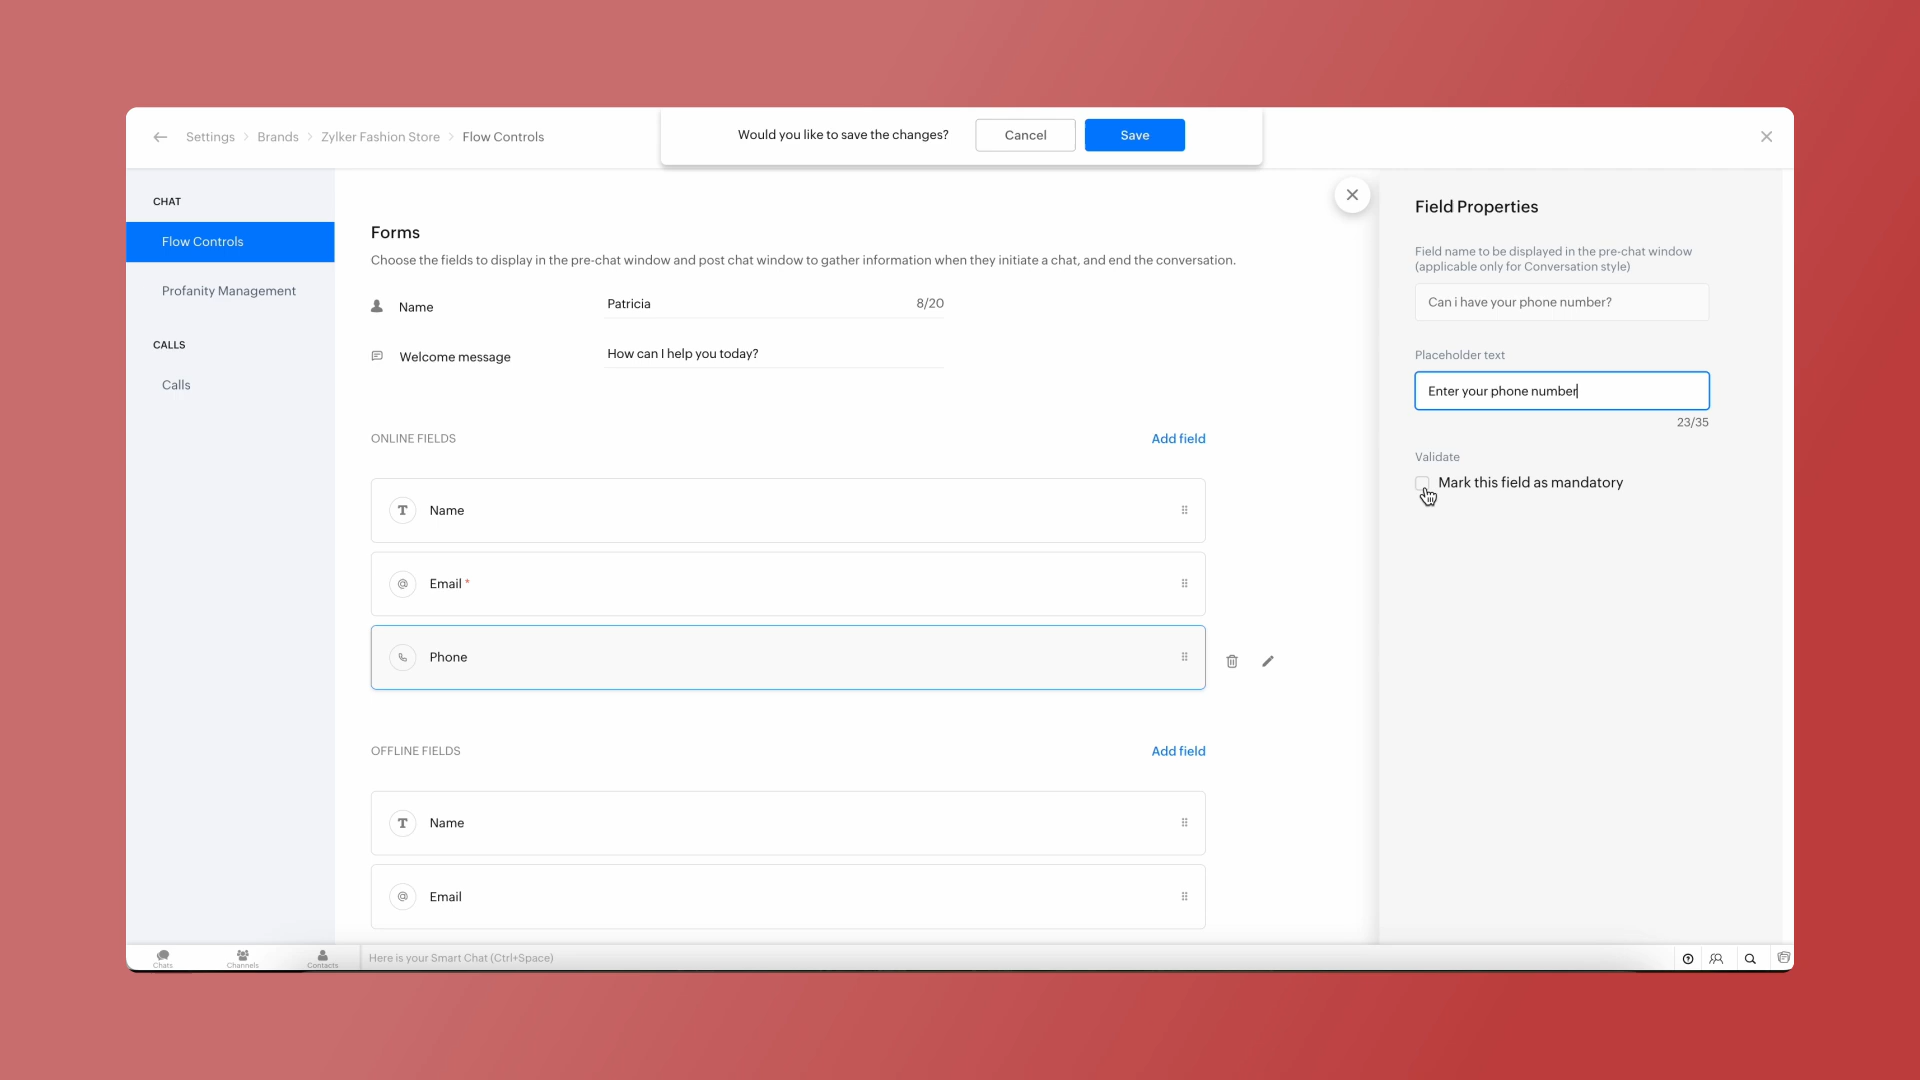 Settings > Brands > Zylker Fashion Store > Flow Controls
Would you like to save the changes?
Cancel
Save
CHAT
Flow Controls
Profanity Management
CALLS
Calls
Forms
Choose the fields to display in the pre-chat window and post chat window to gather information when they initiate a chat, and end the conversation.
Name
Patricia
8/20
Welcome message
How can I help you today?
ONLINE FIELDS
Add field
T Name
@ Email *
Phone
OFFLINE FIELDS
Add field
T Name
@ Email
Field Properties
Field name to be displayed in the pre-chat window
(applicable only for Conversation style)
Can i have your phone number?
Placeholder text
Enter your phone number
23/35
Validate
Mark this field as mandatory
Chats
Channels
Contacts
Here is your Smart Chat (Ctrl+Space)